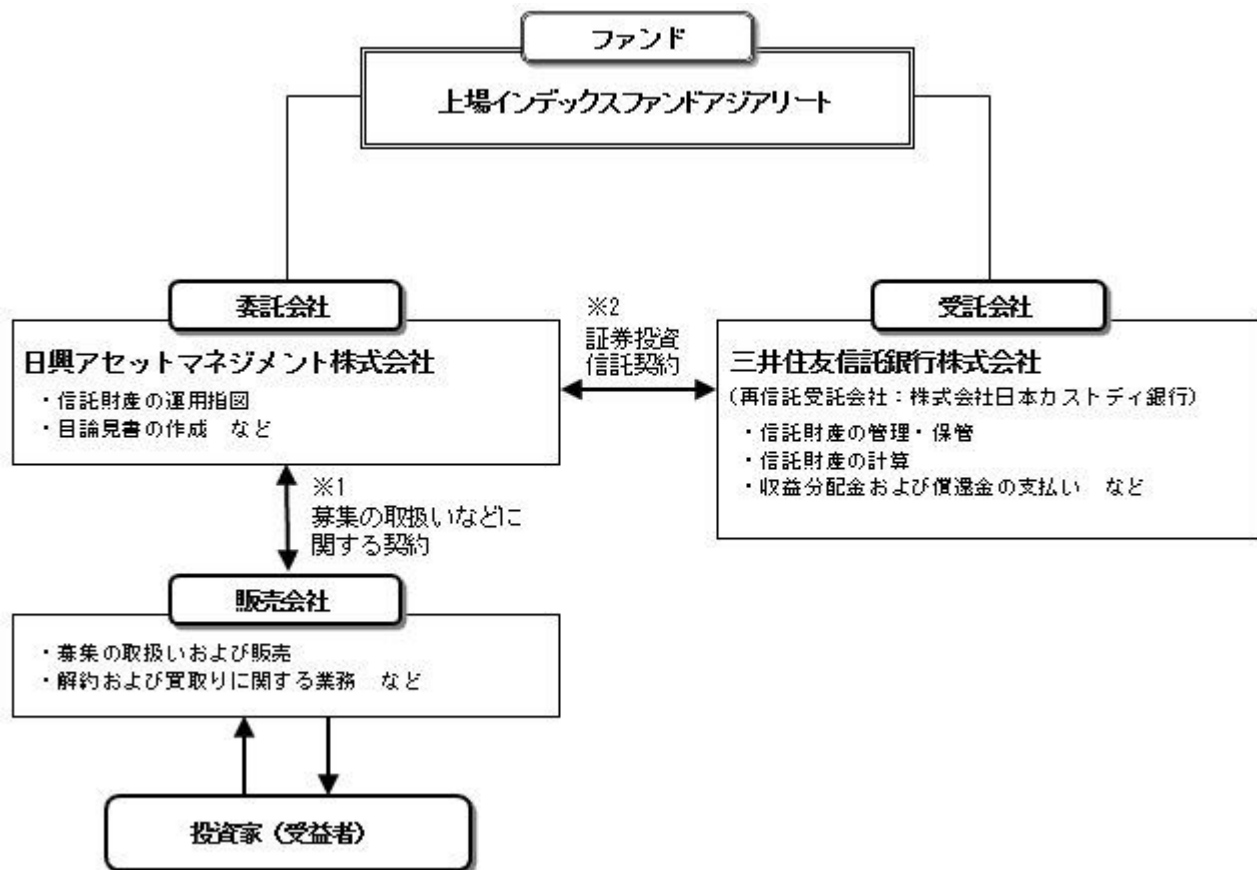 ファンド
上場インデックスファンドアジアリート
委託会社
日興アセットマネジメント株式会社
・信託財産の運用指図
・目論見書の作成　など
※2
証券投資
信託契約
受託会社
三井住友信託銀行株式会社
(再信託受託会社：株式会社日本カストディ銀行)
・信託財産の管理・保管
・信託財産の計算
・収益分配金および償還金の支払い　など
※1
募集の取扱いなどに
関する契約
販売会社
・募集の取扱いおよび販売
・解約および買取りに関する業務　など
投資家（受益者）